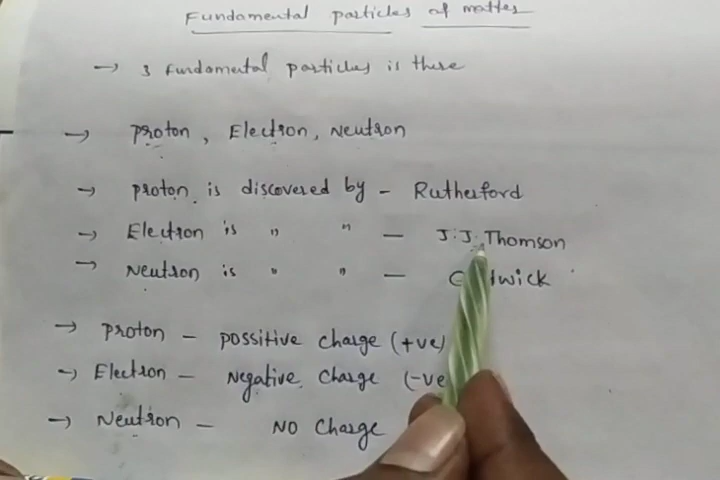 Fundamental particles of matter
→ 3 Fundamental particles is there
→ proton, Electron, Neutron
→ proton is discovered by - Rutherford
→ Electron is " " - J.J. Thomson
→ Neutron is " " -
→ proton - possitive charge (+ve)
→ Electron - Negative charge (-ve
→ Neutron - NO charge